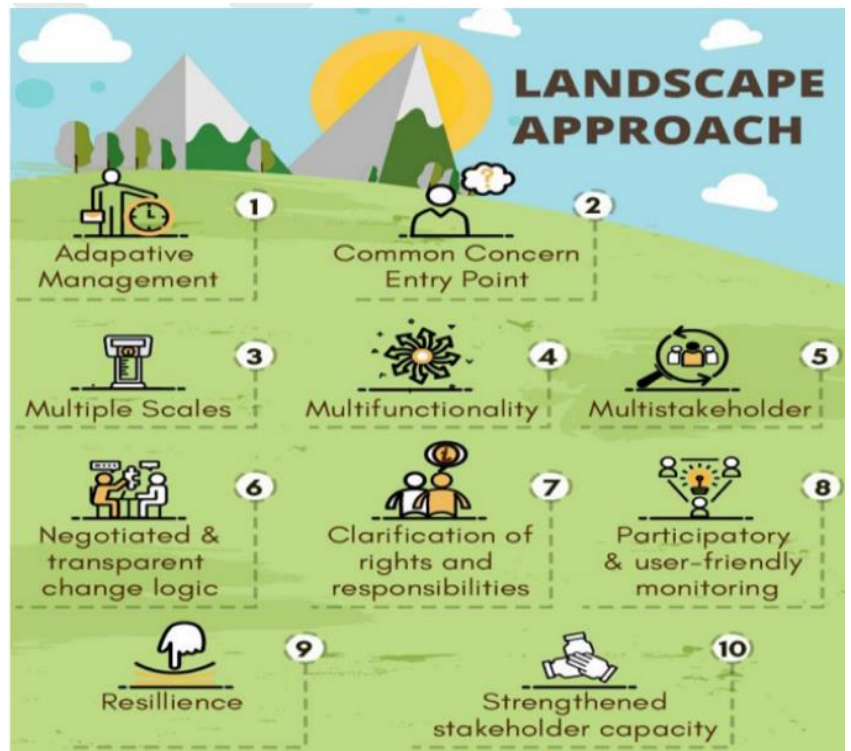 LANDSCAPE
APPROACH
1
Adapative
Management
2
Common Concern
Entry Point
3
Multiple Scales
4
Multifunctionality
5
Multistakeholder
6
Negotiated &
transparent
change logic
7
Clarification of
rights and
responsibilities
8
Participatory
& user-friendly
monitoring
9
Resillience
10
Strengthened
stakeholder capacity